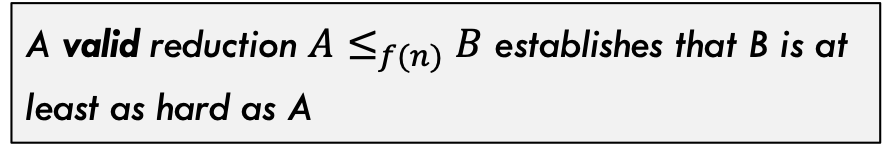 A valid reduction A ≤_{f(n)} B establishes that B is at
least as hard as A